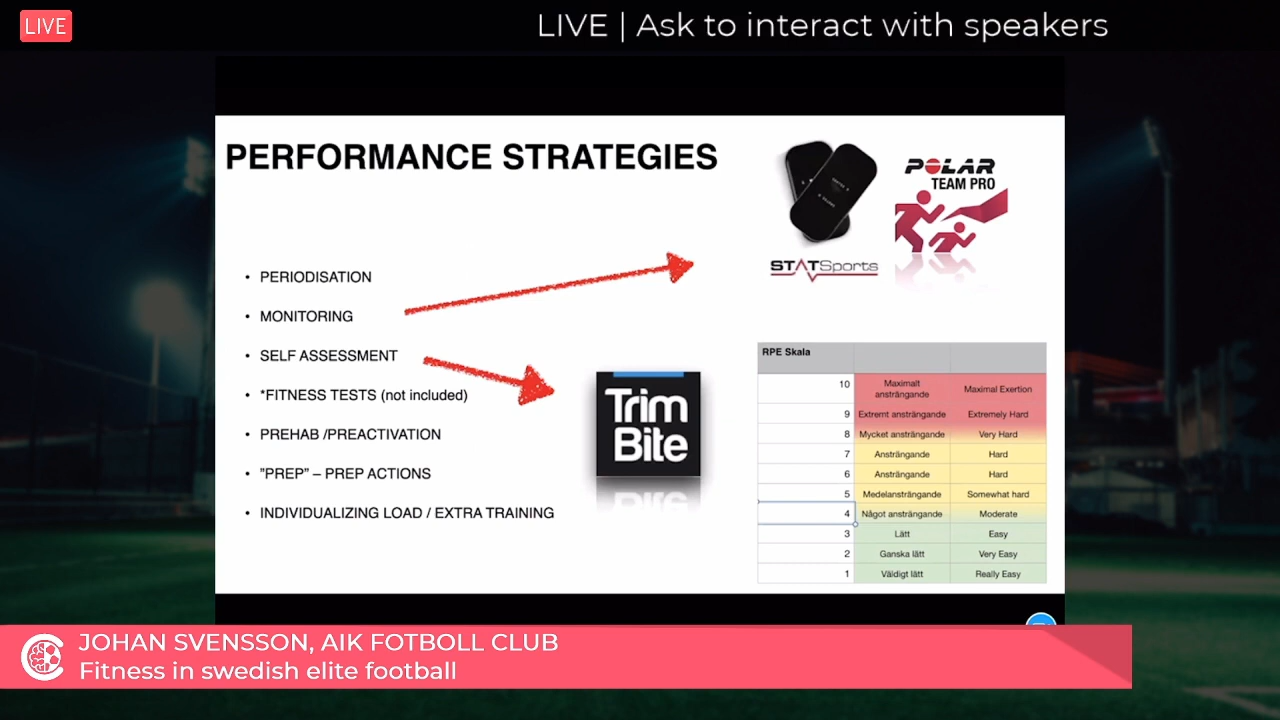 LIVE
LIVE | Ask to interact with speakers
PERFORMANCE STRATEGIES
POLAR
TEAM PRO
STATSports
• PERIODISATION
• MONITORING
• SELF ASSESSMENT
• *FITNESS TESTS (not included)
• PREHAB /PREACTIVATION
• ”PREP” – PREP ACTIONS
• INDIVIDUALIZING LOAD / EXTRA TRAINING
Trim
Bite
RPE Skala
10 Maximalt ansträngande Maximal Exertion
9 Extremt ansträngande Extremely Hard
8 Mycket ansträngande Very Hard
7 Ansträngande Hard
6 Ansträngande Hard
5 Medelansträngande Somewhat hard
4 Något ansträngande Moderate
3 Lätt Easy
2 Ganska lätt Very Easy
1 Väldigt lätt Really Easy
JOHAN SVENSSON, AIK FOTBOLL CLUB
Fitness in swedish elite football